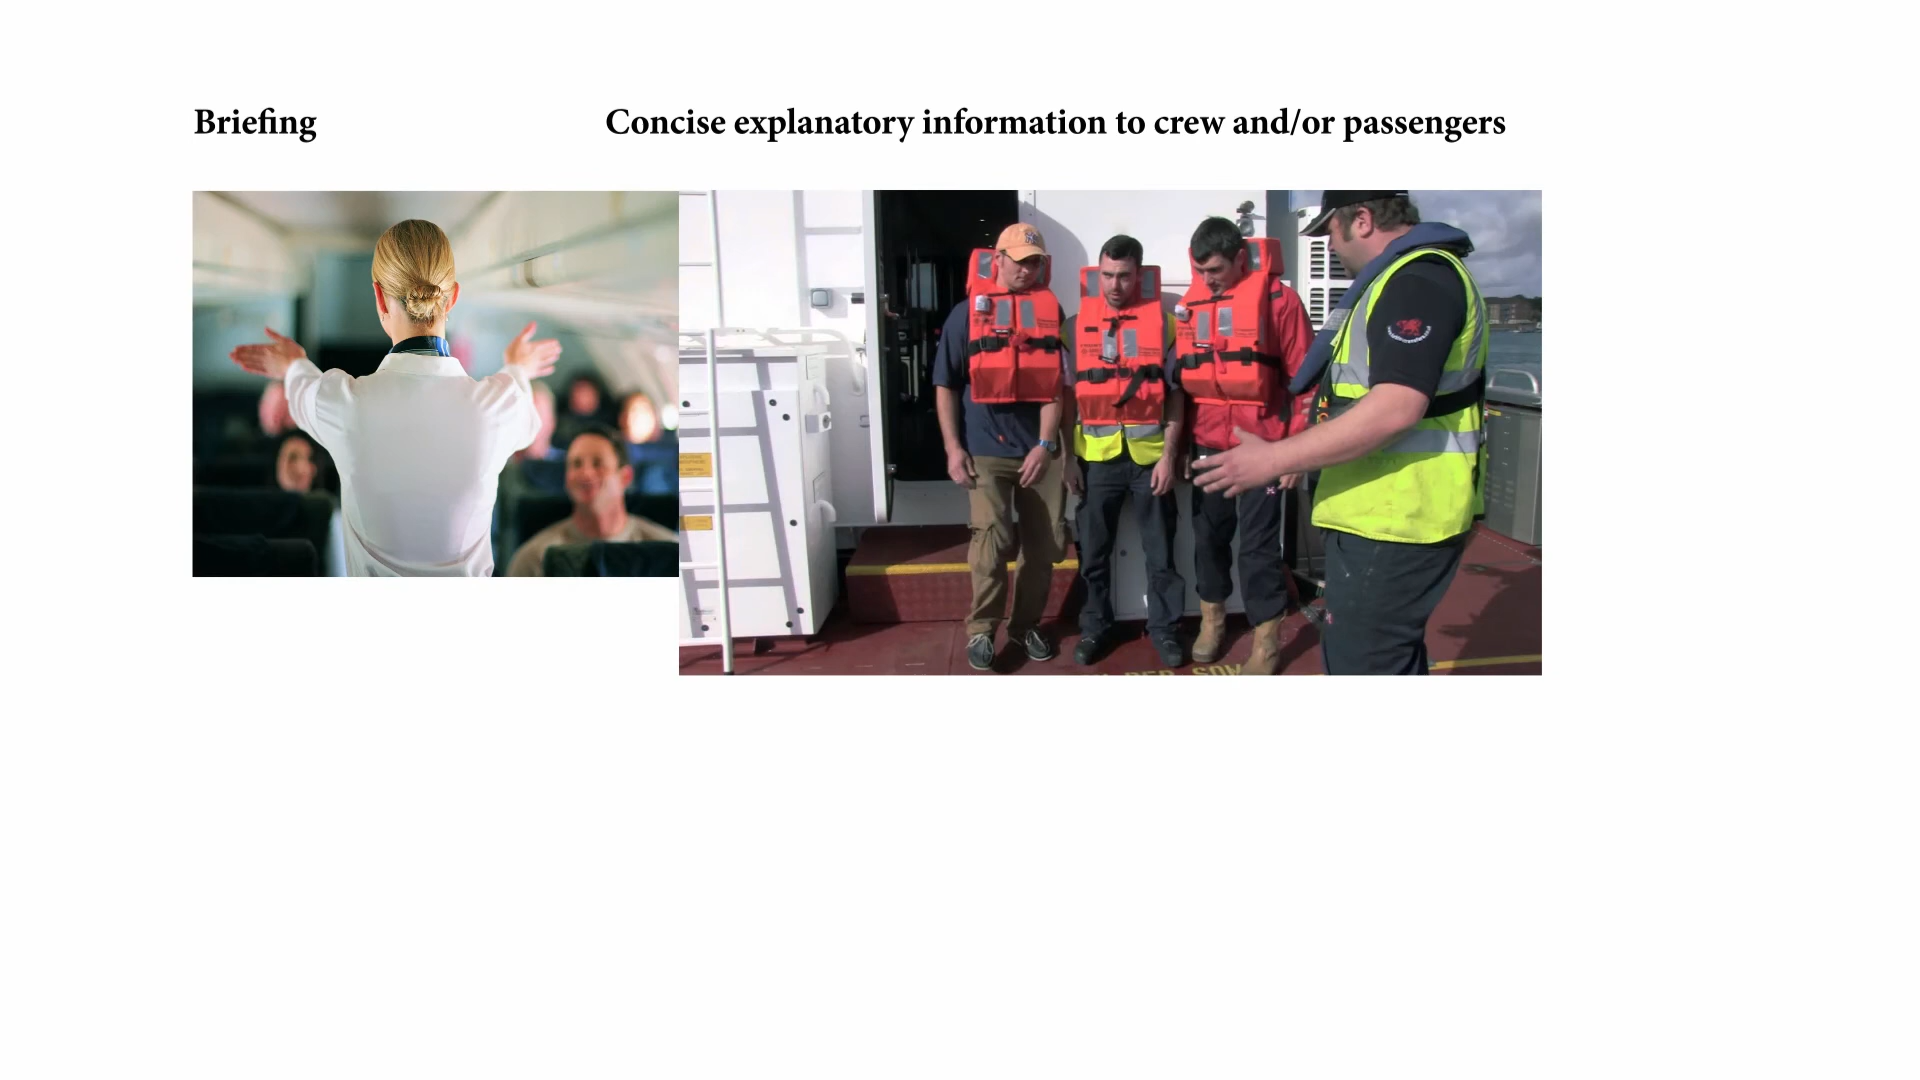 Briefing
Concise explanatory information to crew and/or passengers